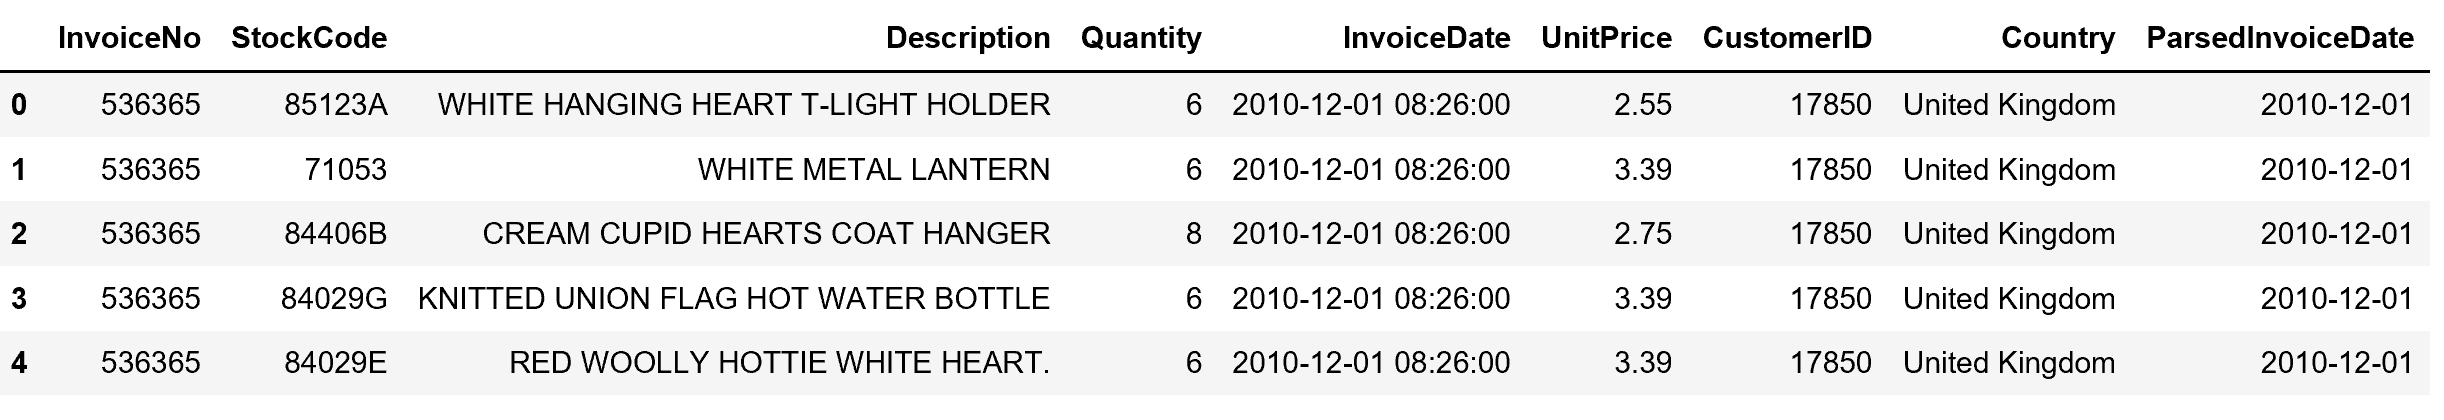 InvoiceNo StockCode Description Quantity InvoiceDate UnitPrice CustomerID Country ParsedInvoiceDate
0 536365 85123A WHITE HANGING HEART T-LIGHT HOLDER 6 2010-12-01 08:26:00 2.55 17850 United Kingdom 2010-12-01
1 536365 71053 WHITE METAL LANTERN 6 2010-12-01 08:26:00 3.39 17850 United Kingdom 2010-12-01
2 536365 84406B CREAM CUPID HEARTS COAT HANGER 8 2010-12-01 08:26:00 2.75 17850 United Kingdom 2010-12-01
3 536365 84029G KNITTED UNION FLAG HOT WATER BOTTLE 6 2010-12-01 08:26:00 3.39 17850 United Kingdom 2010-12-01
4 536365 84029E RED WOOLLY HOTTIE WHITE HEART. 6 2010-12-01 08:26:00 3.39 17850 United Kingdom 2010-12-01